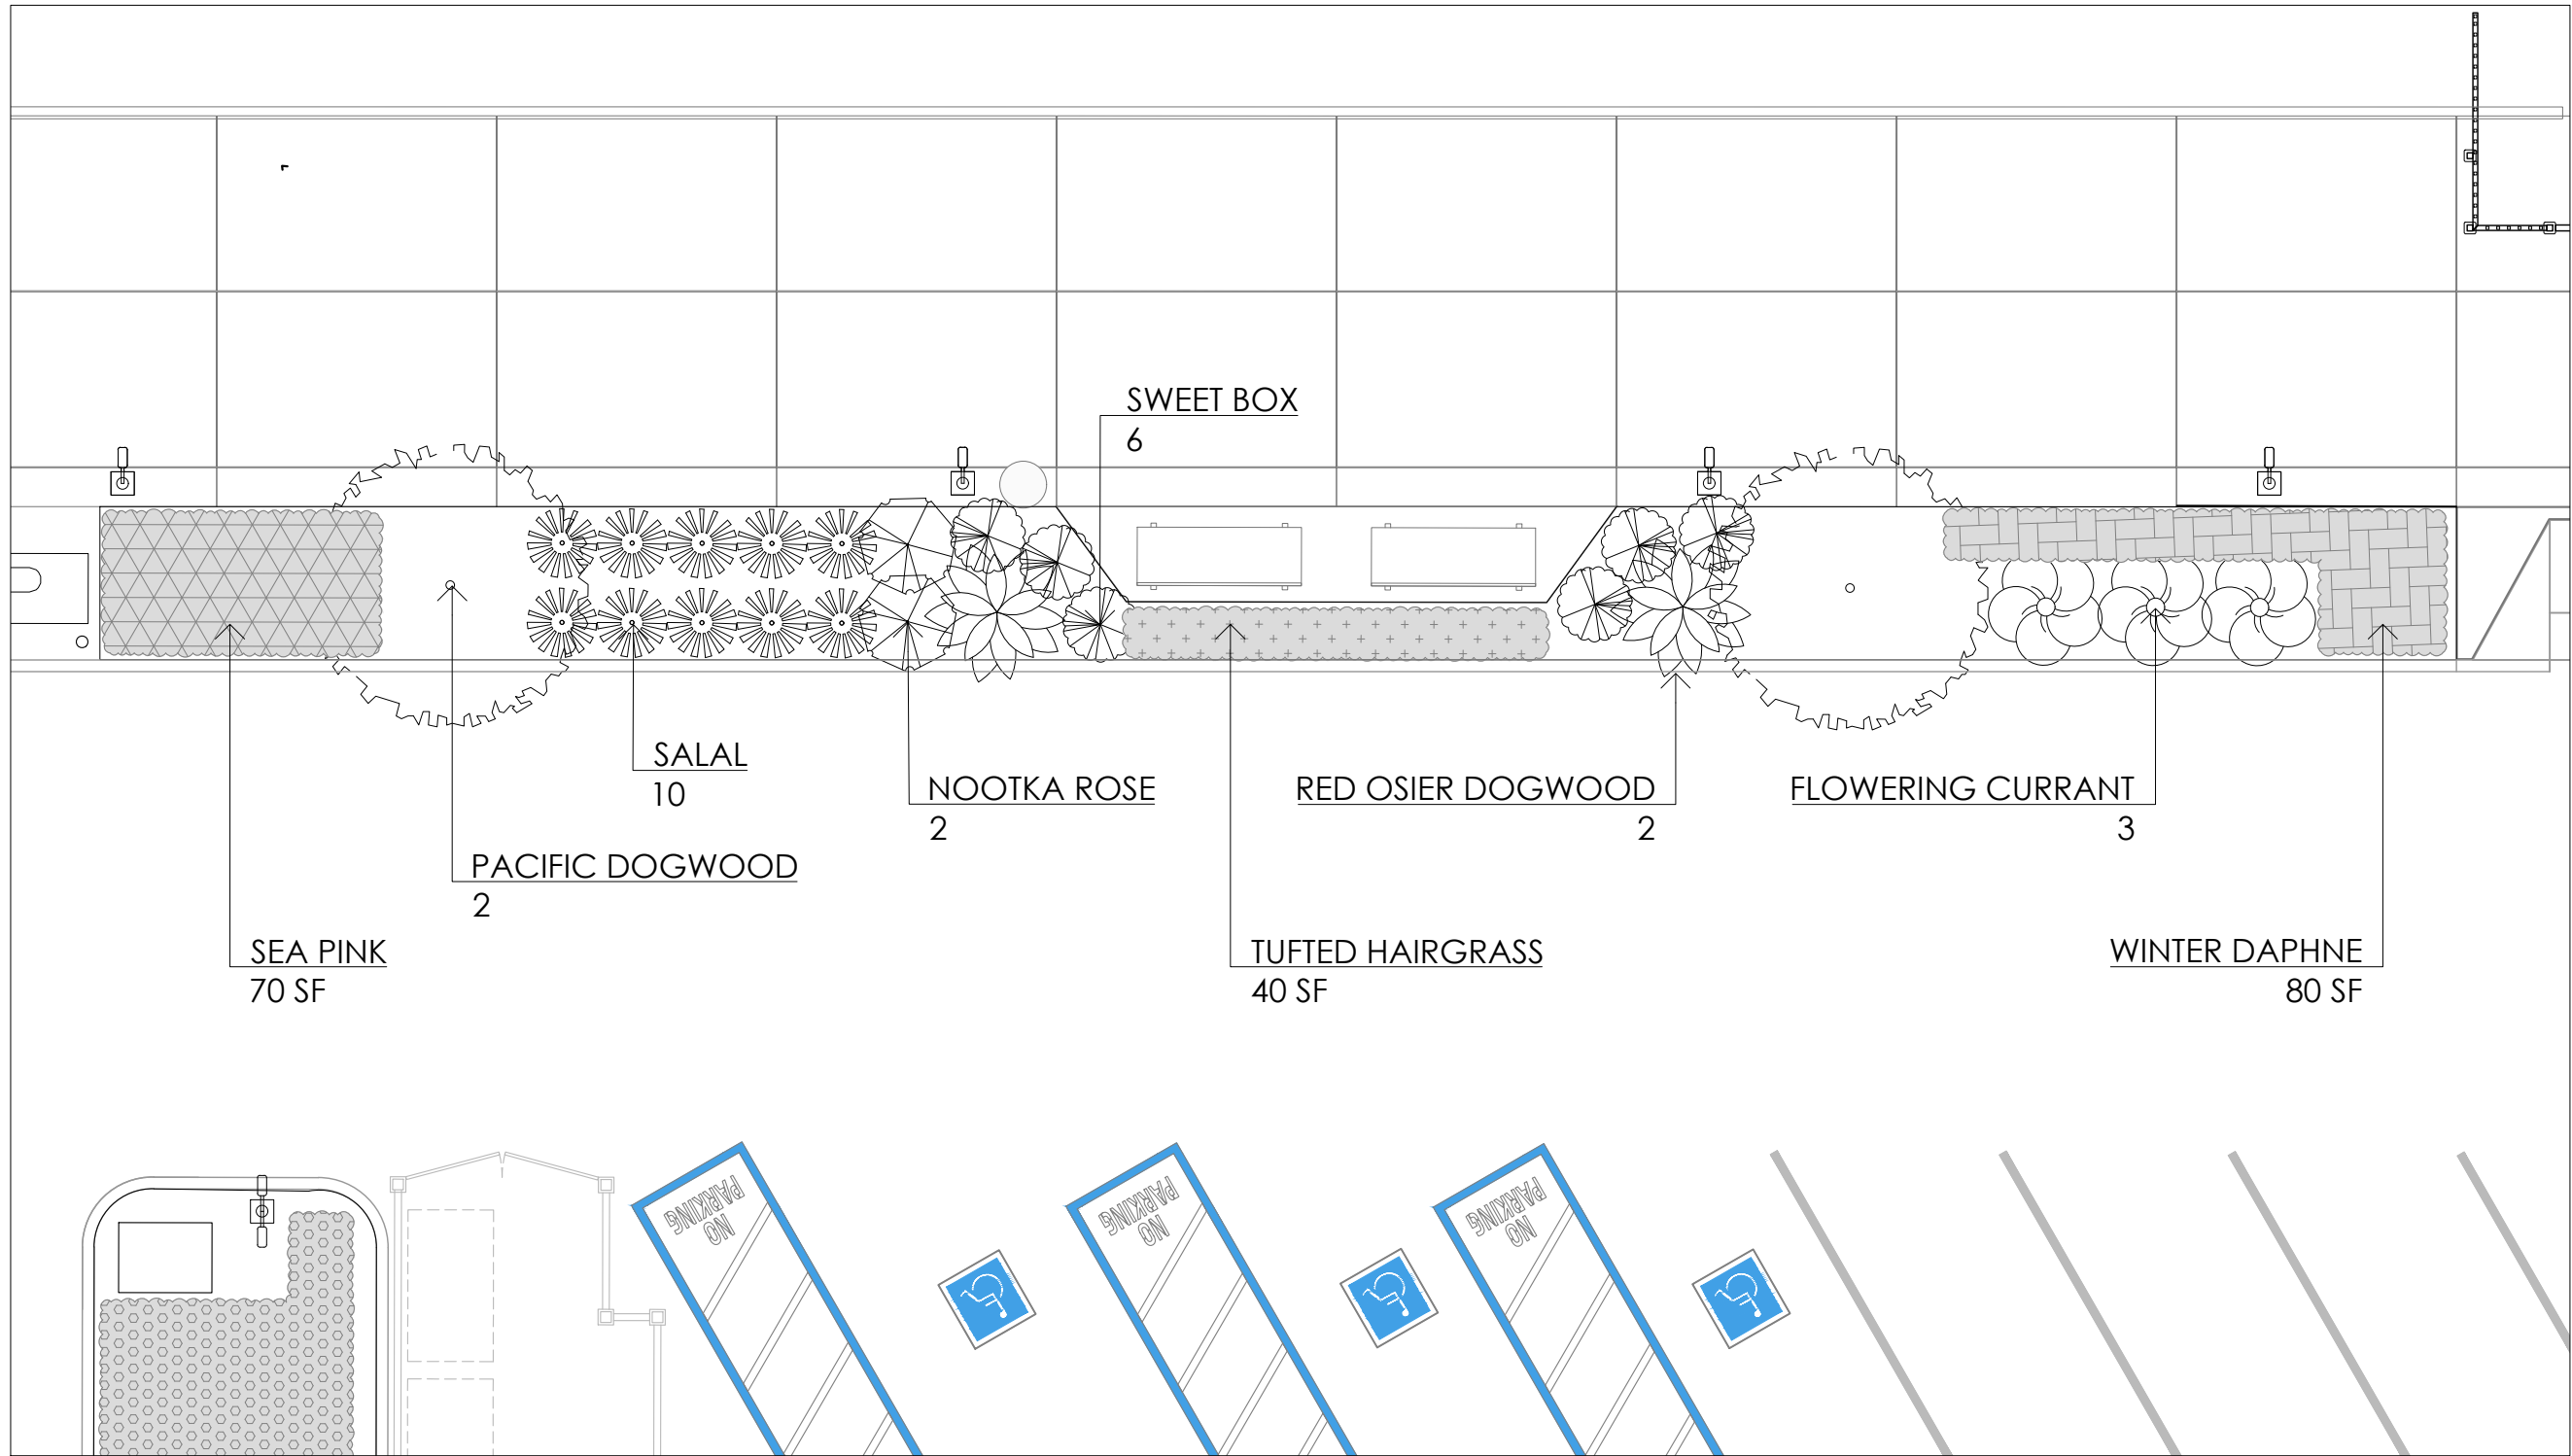 SWEET BOX
6
SALAL
10
NOOTKA ROSE
2
RED OSIER DOGWOOD
2
FLOWERING CURRANT
3
PACIFIC DOGWOOD
2
SEA PINK
70 SF
TUFTED HAIRGRASS
40 SF
WINTER DAPHNE
80 SF
NO
PARKING
NO
PARKING
NO
PARKING